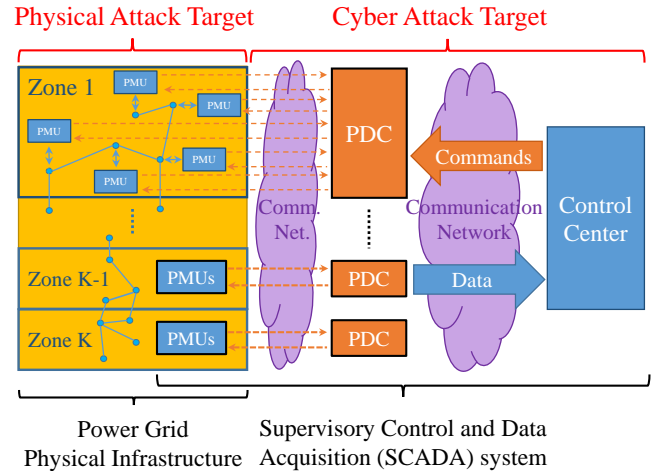 Physical Attack Target
Cyber Attack Target
Zone 1
PMU
PMU
PMU
PMU
PMU
PDC
Commands
Comm.
Net.
Communication
Network
Control
Center
Zone K-1
PMUs
PDC
Data
Zone K
PMUs
PDC
Power Grid
Physical Infrastructure
Supervisory Control and Data
Acquisition (SCADA) system